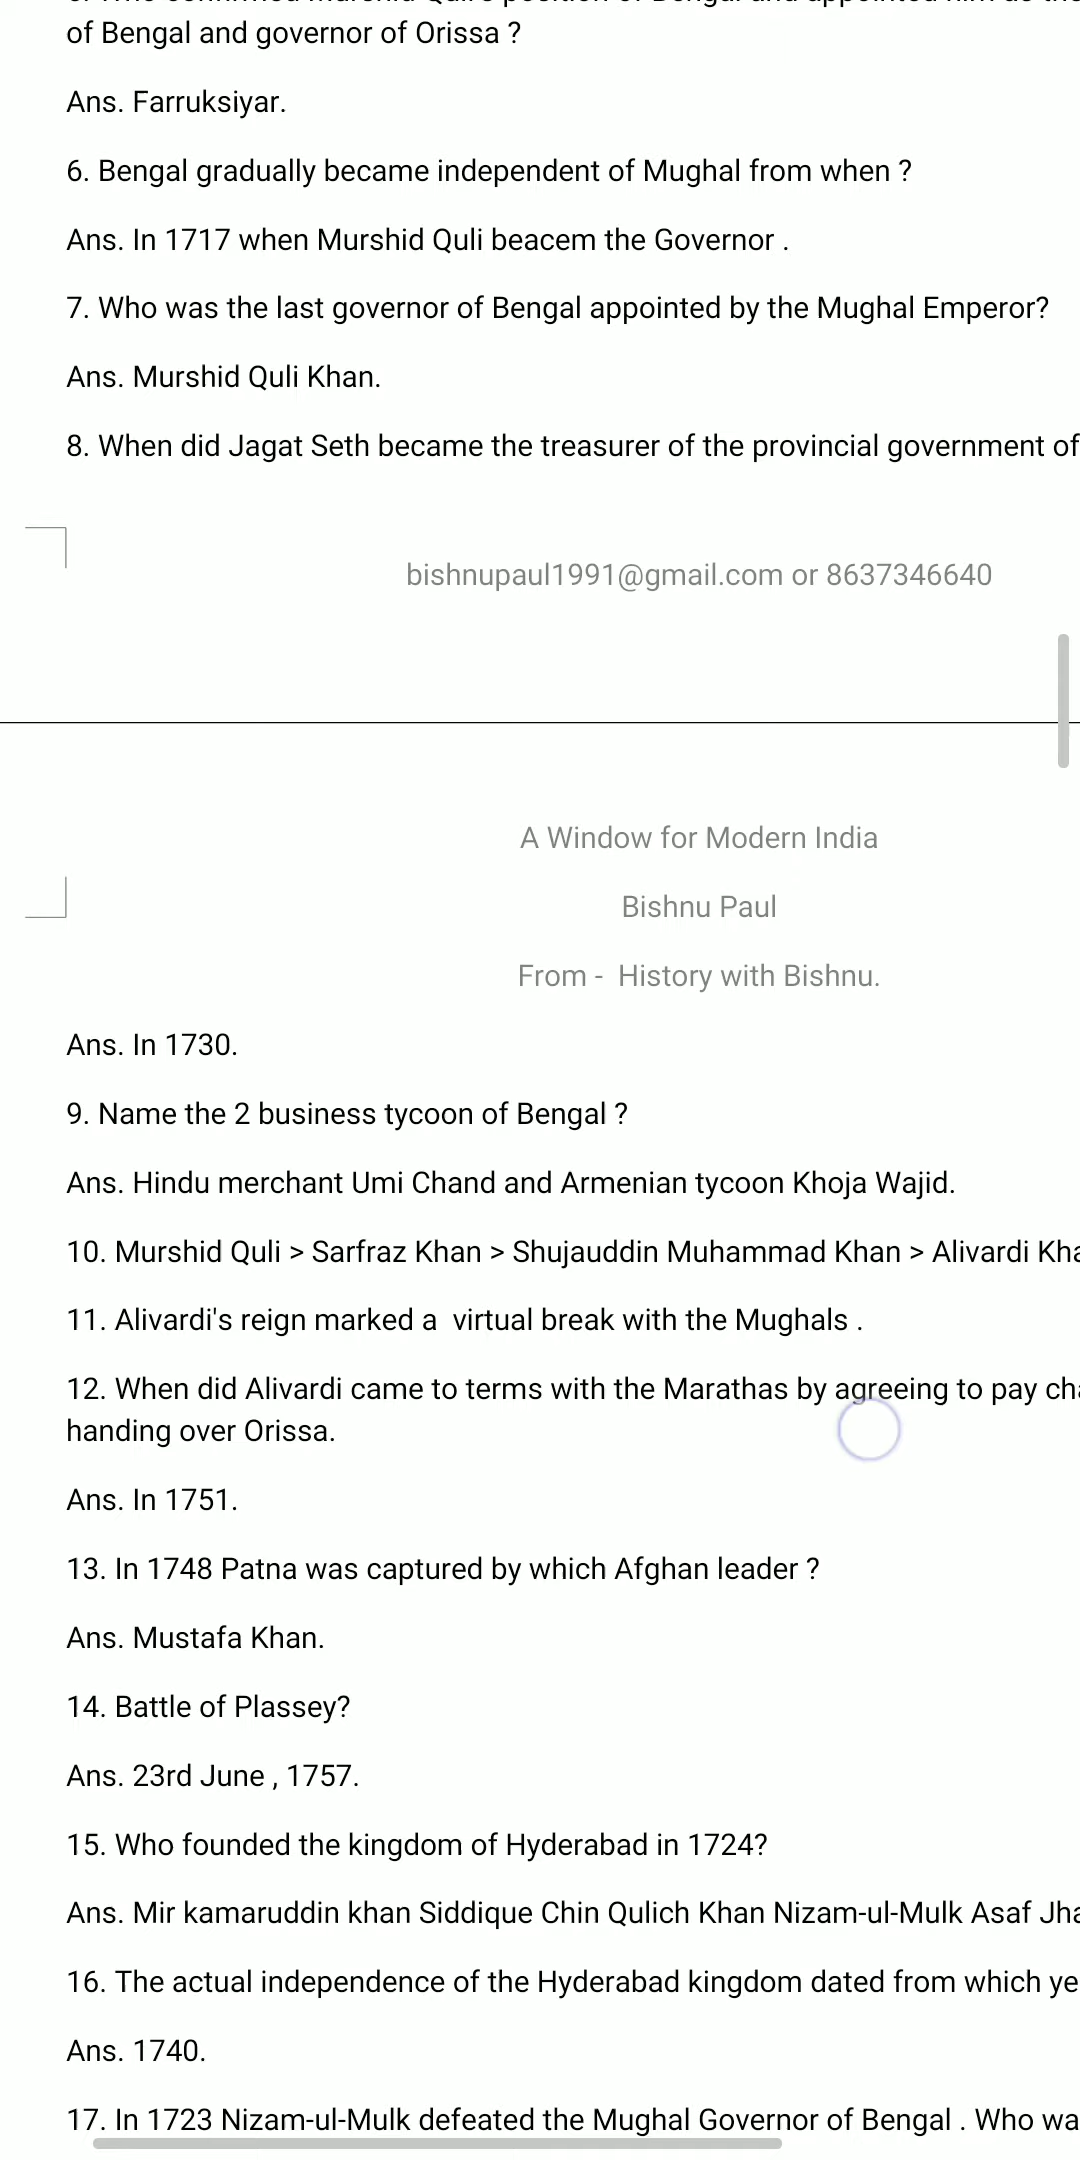 of Bengal and governor of Orissa ?
Ans. Farruksiyar.
6. Bengal gradually became independent of Mughal from when ?
Ans. In 1717 when Murshid Quli beacem the Governor .
7. Who was the last governor of Bengal appointed by the Mughal Emperor?
Ans. Murshid Quli Khan.
8. When did Jagat Seth became the treasurer of the provincial government of
bishnupaul1991@gmail.com or 8637346640
A Window for Modern India
Bishnu Paul
From - History with Bishnu.
Ans. In 1730.
9. Name the 2 business tycoon of Bengal ?
Ans. Hindu merchant Umi Chand and Armenian tycoon Khoja Wajid.
10. Murshid Quli > Sarfraz Khan > Shujauddin Muhammad Khan > Alivardi
11. Alivardi's reign marked a virtual break with the Mughals .
12. When did Alivardi came to terms with the Marathas by agreeing to pay
handing over Orissa.
Ans. In 1751.
13. In 1748 Patna was captured by which Afghan leader ?
Ans. Mustafa Khan.
14. Battle of Plassey?
Ans. 23rd June , 1757.
15. Who founded the kingdom of Hyderabad in 1724?
Ans. Mir kamaruddin khan Siddique Chin Qulich Khan Nizam-ul-Mulk Asaf
16. The actual independence of the Hyderabad kingdom dated from which
Ans. 1740.
17. In 1723 Nizam-ul-Mulk defeated the Mughal Governor of Bengal . Who